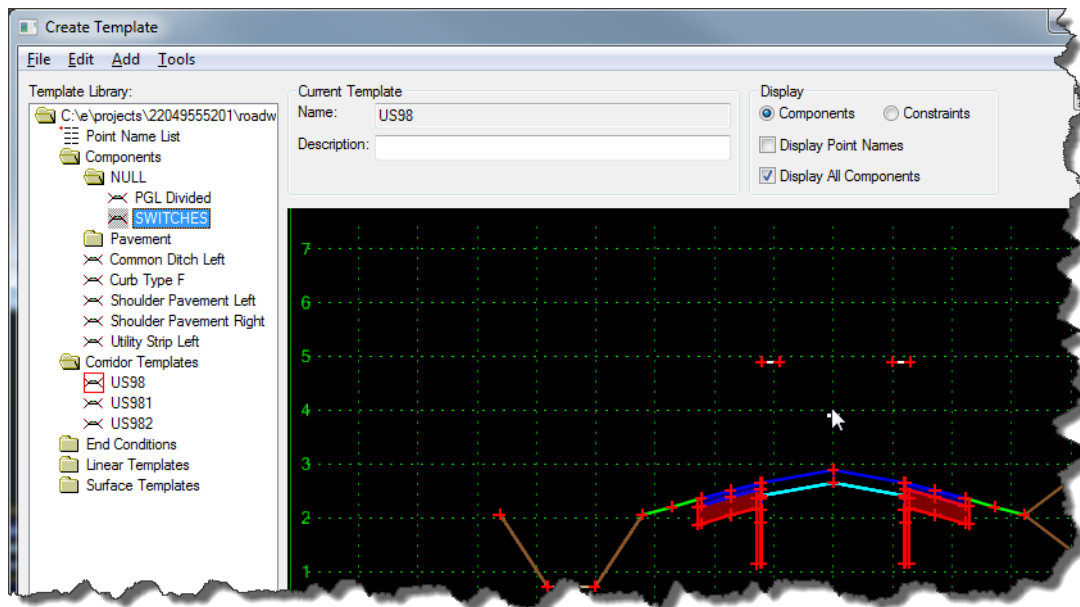 Create Template
File Edit Add Tools
Template Library:
C:\e\projects\22049555201\roadw
Point Name List
Components
NULL
PGL Divided
SWITCHES
Pavement
Common Ditch Left
Curb Type F
Shoulder Pavement Left
Shoulder Pavement Right
Utility Strip Left
Corridor Templates
US98
US981
US982
End Conditions
Linear Templates
Surface Templates
Current Template
Name: US98
Description:
Display
Components Constraints
Display Point Names
Display All Components
7
6
5
4
3
2
1